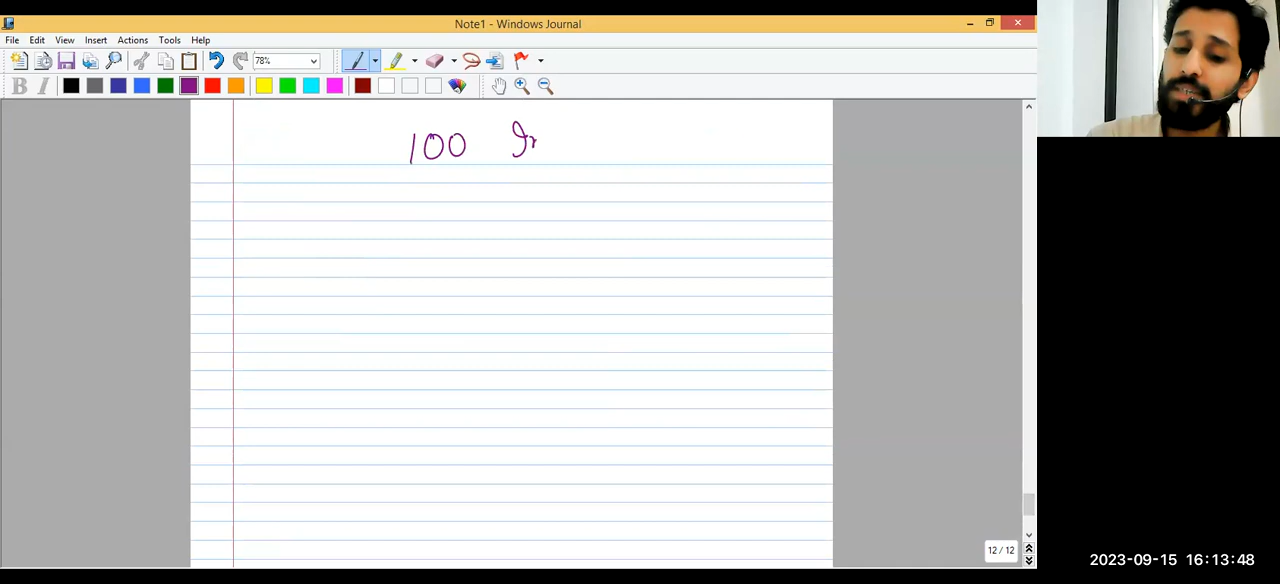 Note1 - Windows Journal
File Edit View Insert Actions Tools Help
78%
B I
100
12 / 12
2023-09-15 16:13:48